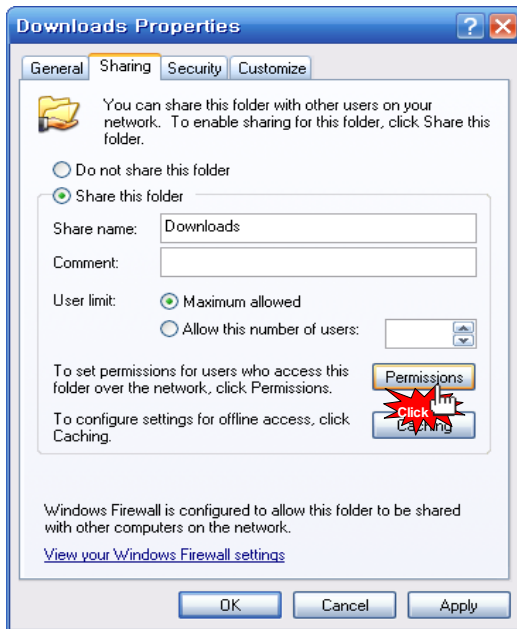 Downloads Properties
General Sharing Security Customize
You can share this folder with other users on your
network. To enable sharing for this folder, click Share this
folder.
Do not share this folder
Share this folder
Share name: Downloads
Comment:
User limit: Maximum allowed
Allow this number of users:
To set permissions for users who access this
folder over the network, click Permissions.
Permissions
Click
To configure settings for offline access, click
Caching.
Caching
Windows Firewall is configured to allow this folder to be shared
with other computers on the network.
View your Windows Firewall settings
OK Cancel Apply